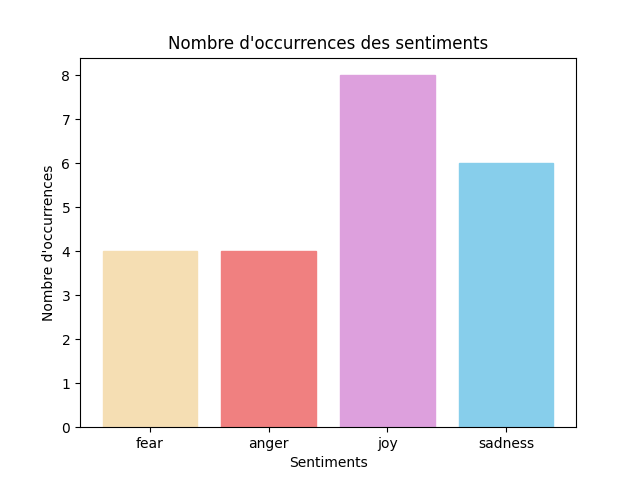 Nombre d'occurrences des sentiments
Nombre d'occurrences
8
7
6
5
4
3
2
1
0
fear anger joy sadness
Sentiments